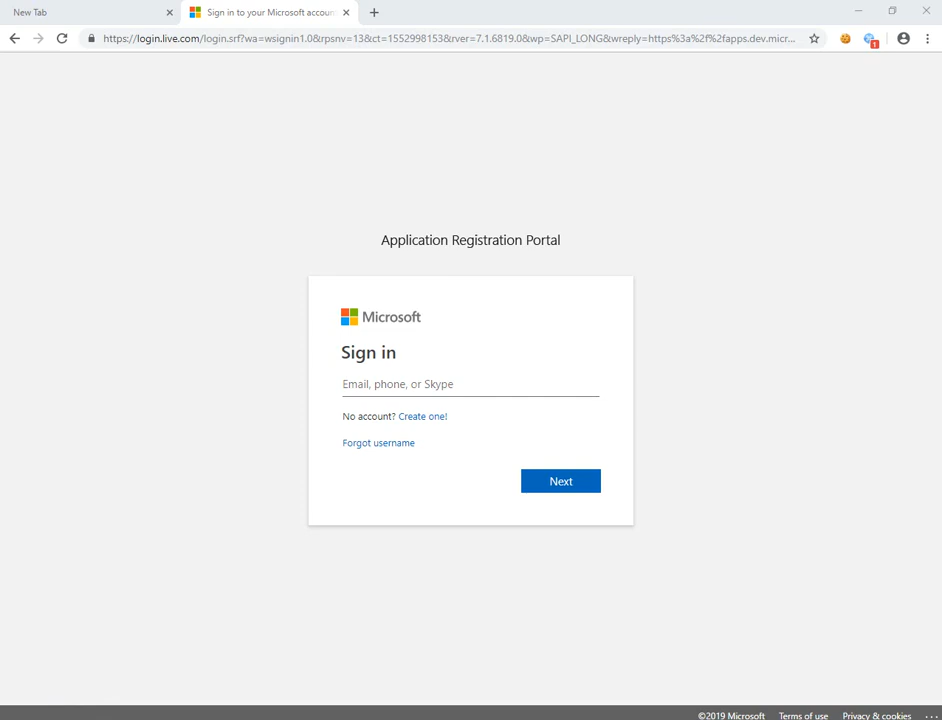 New Tab
Sign in to your Microsoft accoun
https://login.live.com/login.srf?wa=wsignin1.0&rpsnv=13&ct=1552998153&rver=7.1.6819.0&wp=SAPI_LONG&wreply=https%3a%2f%2fapps.dev.micr...
1
Application Registration Portal
Microsoft
Sign in
Email, phone, or Skype
No account? Create one!
Forgot username
Next
©2019 Microsoft Terms of use Privacy & cookies ...